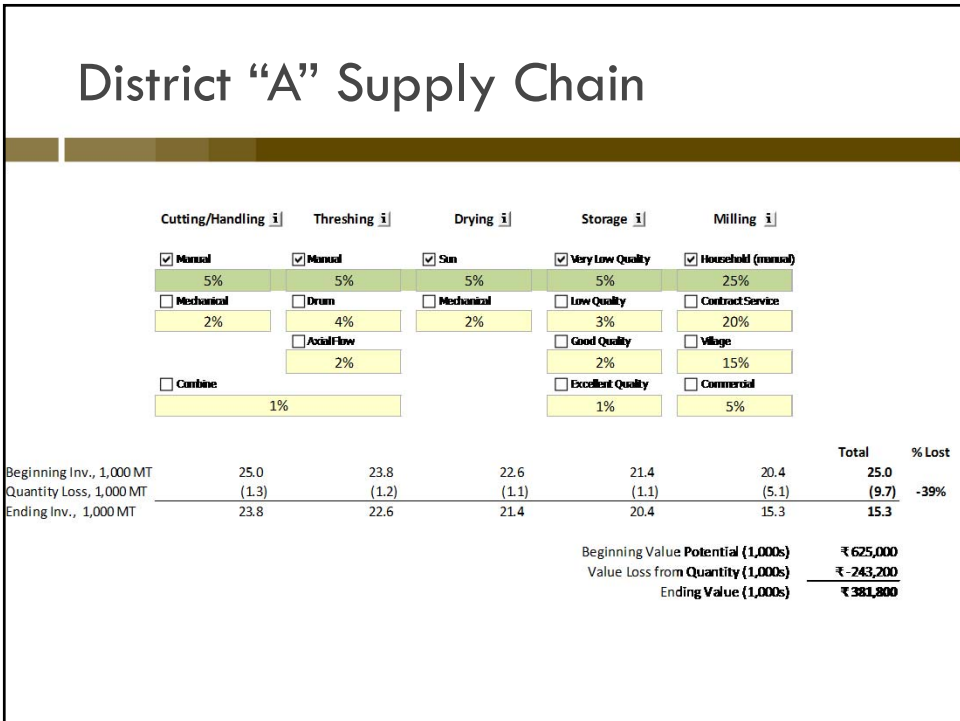 District “A” Supply Chain
Cutting/Handling i Threshing i Drying i Storage i Milling i
Manual Manual Sun Very Low Quality Household (manual)
5% 5% 5% 5% 25%
Mechanical Drum Mechanical Low Quality Contract Service
2% 4% 2% 3% 20%
Axial Flow Good Quality Village
2% 2% 15%
Combine Excellent Quality Commercial
1% 1% 5%
Total % Lost
Beginning Inv., 1,000 MT 25.0 23.8 22.6 21.4 20.4 25.0
Quantity Loss, 1,000 MT (1.3) (1.2) (1.1) (1.1) (5.1) (9.7) -39%
Ending Inv., 1,000 MT 23.8 22.6 21.4 20.4 15.3 15.3
Beginning Value Potential (1,000s) ₹ 625,000
Value Loss from Quantity (1,000s) ₹ -243,200
Ending Value (1,000s) ₹ 381,800